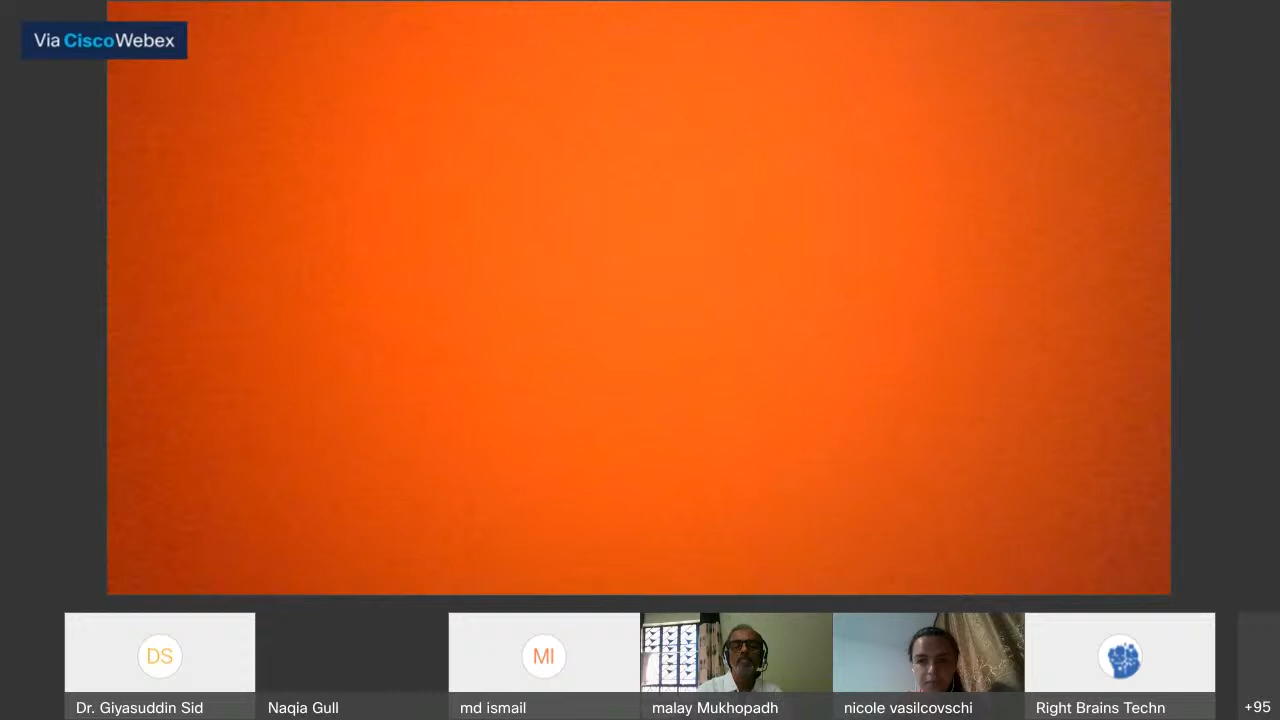 Via CiscoWebex
DS
MI
Dr. Giyasuddin Sid
Naqia Gull
md ismail
malay Mukhopadh
nicole vasilcovschi
Right Brains Techn
+95